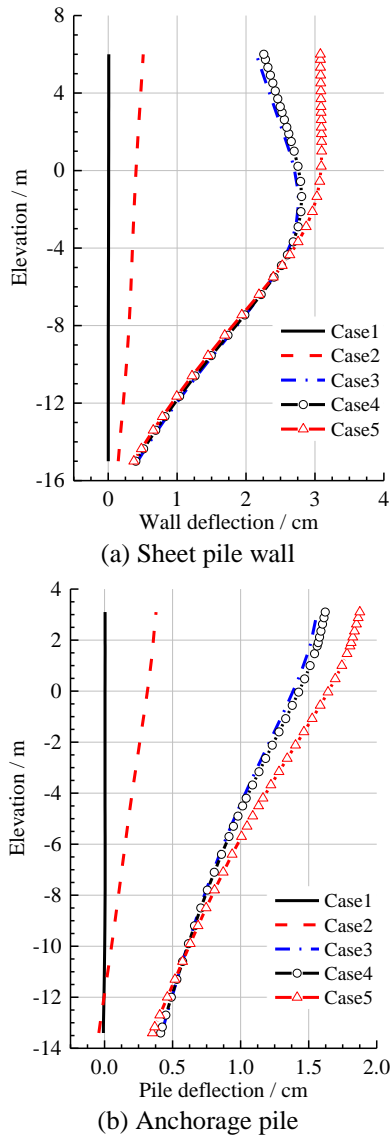 8
4
0
-4
-8
-12
-16
Elevation / m
Case1
Case2
Case3
Case4
Case5
0 1 2 3 4
Wall deflection / cm
(a) Sheet pile wall
4
2
0
-2
-4
-6
-8
-10
-12
-14
Elevation / m
Case1
Case2
Case3
Case4
Case5
0.0 0.5 1.0 1.5 2.0
Pile deflection / cm
(b) Anchorage pile